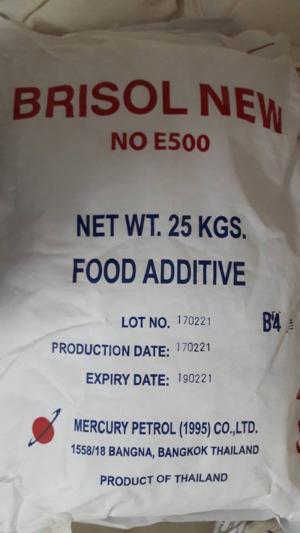 BRISOL NEW
NO E500
NET WT. 25 KGS.
FOOD ADDITIVE
LOT NO. 170221
B4
PRODUCTION DATE: 170221
EXPIRY DATE: 190221
MERCURY PETROL (1995) CO.,LTD.
1558/18 BANGNA, BANGKOK THAILAND
PRODUCT OF THAILAND